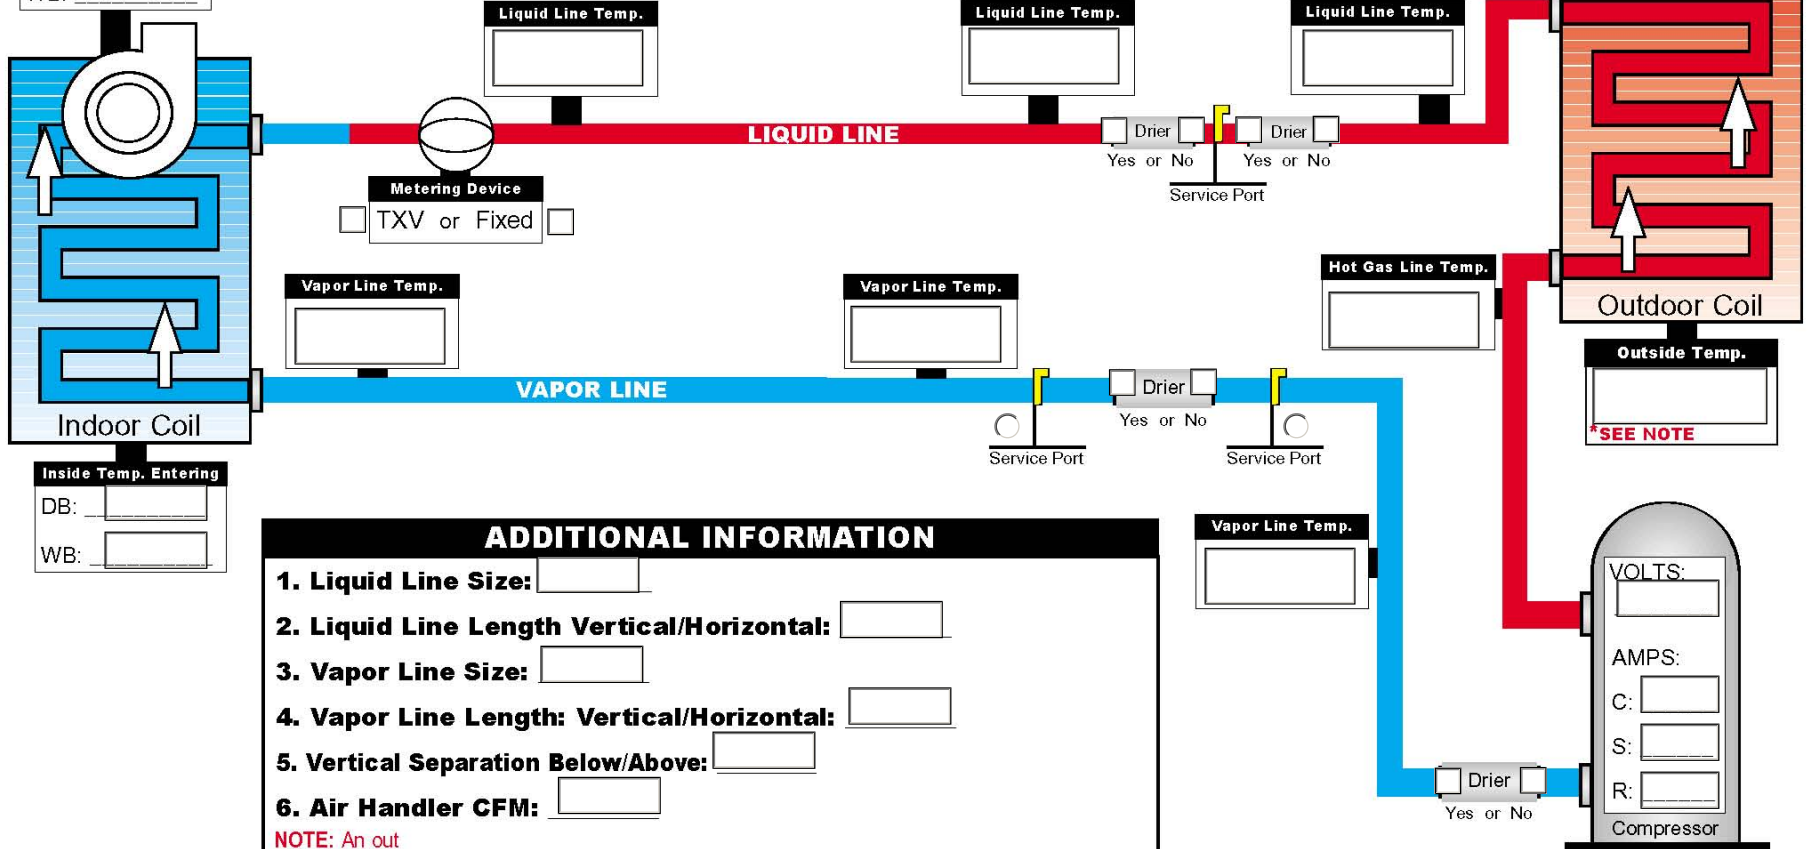 Liquid Line Temp.
Liquid Line Temp.
Liquid Line Temp.
LIQUID LINE
Drier
Yes or No
Drier
Yes or No
Service Port
Metering Device
TXV or Fixed
Vapor Line Temp.
Vapor Line Temp.
Hot Gas Line Temp.
Outdoor Coil
Outside Temp.
*SEE NOTE
VAPOR LINE
Drier
Yes or No
Service Port
Service Port
Indoor Coil
Inside Temp. Entering
DB:
WB:
Vapor Line Temp.
ADDITIONAL INFORMATION
1. Liquid Line Size:
2. Liquid Line Length Vertical/Horizontal:
3. Vapor Line Size:
4. Vapor Line Length: Vertical/Horizontal:
5. Vertical Separation Below/Above:
6. Air Handler CFM:
NOTE: An out
VOLTS:
AMPS:
C:
S:
R:
Compressor
Drier
Yes or No